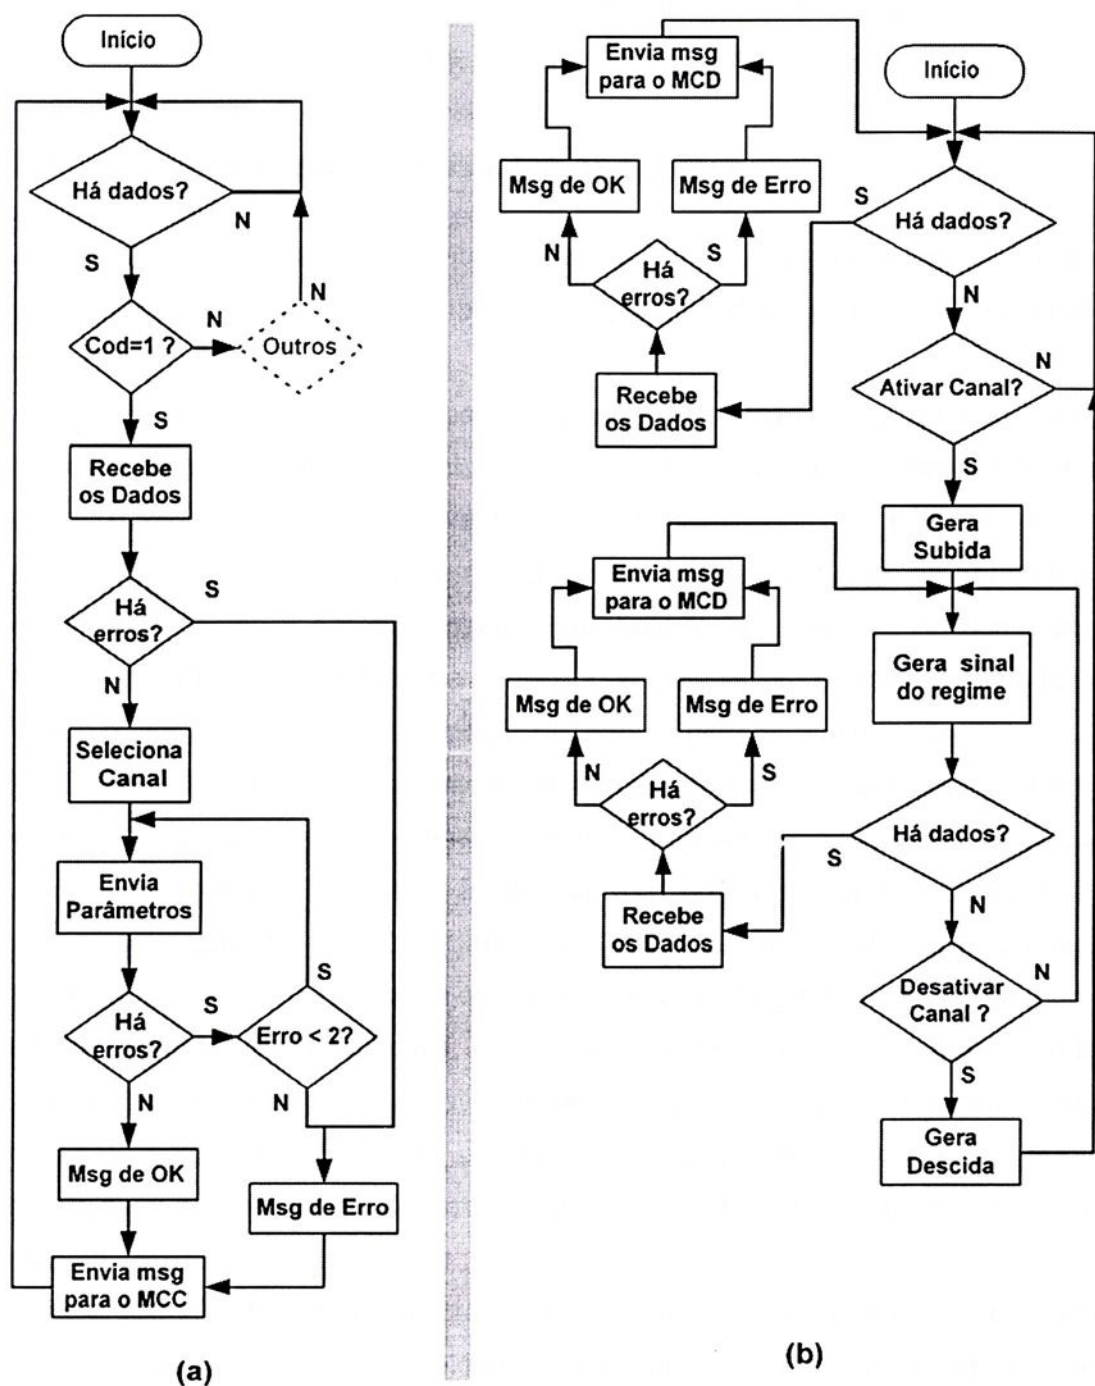 Início
Há dados?
N
S
N
Cod=1 ?
N
Outros
S
Recebe
os Dados
S
Há
erros?
N
Seleciona
Canal
Envia
Parâmetros
S
Há
erros?
S
Erro < 2?
N
N
Msg de OK
Msg de Erro
Envia msg
para o MCC
(a)
Envia msg
para o MCD
Início
Msg de OK
Msg de Erro
S
Há dados?
N
S
Há
erros?
N
Recebe
os Dados
Ativar Canal?
N
S
Gera
Subida
Envia msg
para o MCD
Gera sinal
do regime
Msg de OK
Msg de Erro
N
S
Há
erros?
Há dados?
S
N
Recebe
os Dados
Desativar
Canal ?
N
S
Gera
Descida
(b)